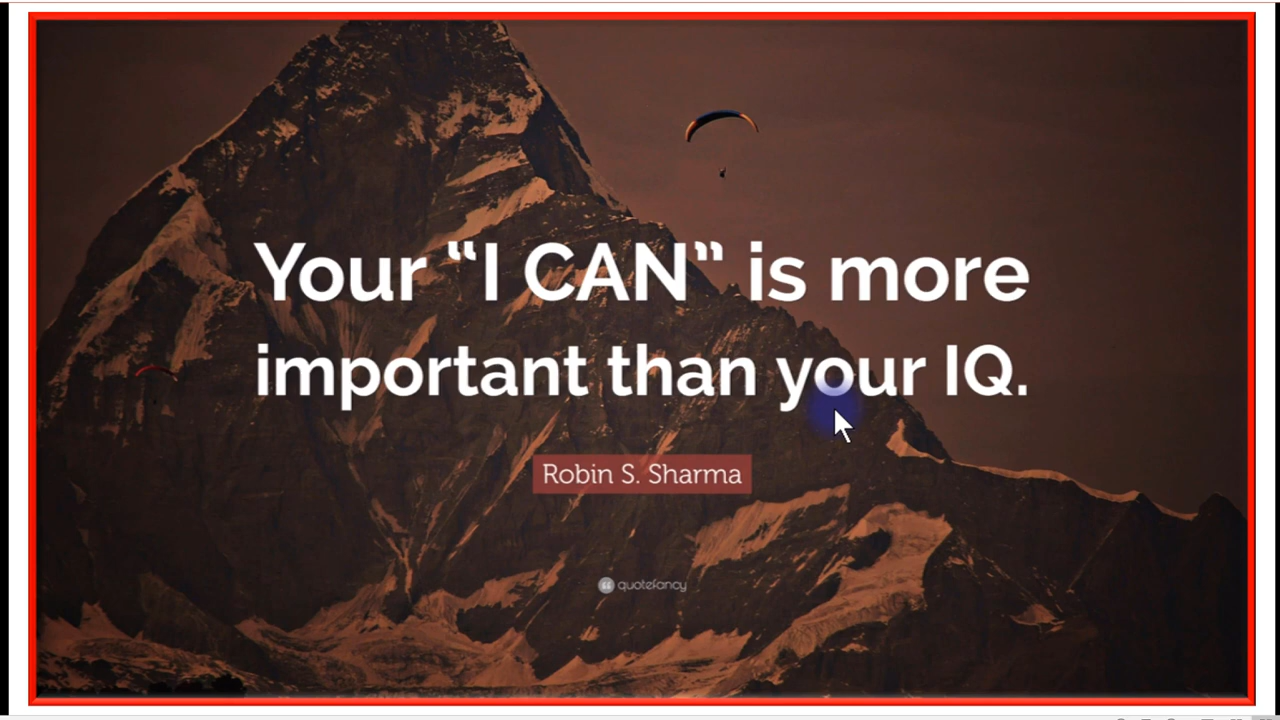 Your “I CAN” is more
important than your IQ.
Robin S. Sharma
quotefancy